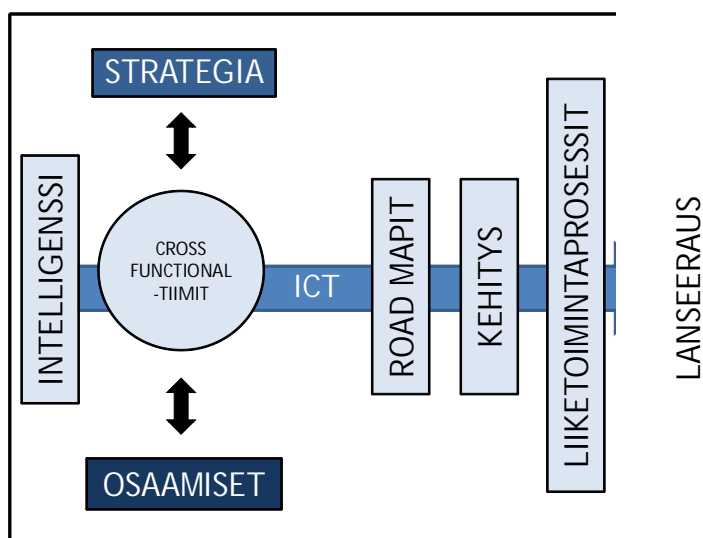 STRATEGIA
INTELLIGENSSI
CROSS
FUNCTIONAL
-TIIMIT
ICT
ROAD MAPIT
KEHITYS
LIIKETOIMINTAPROSESSIT
LANSEERAUS
OSAAMISET